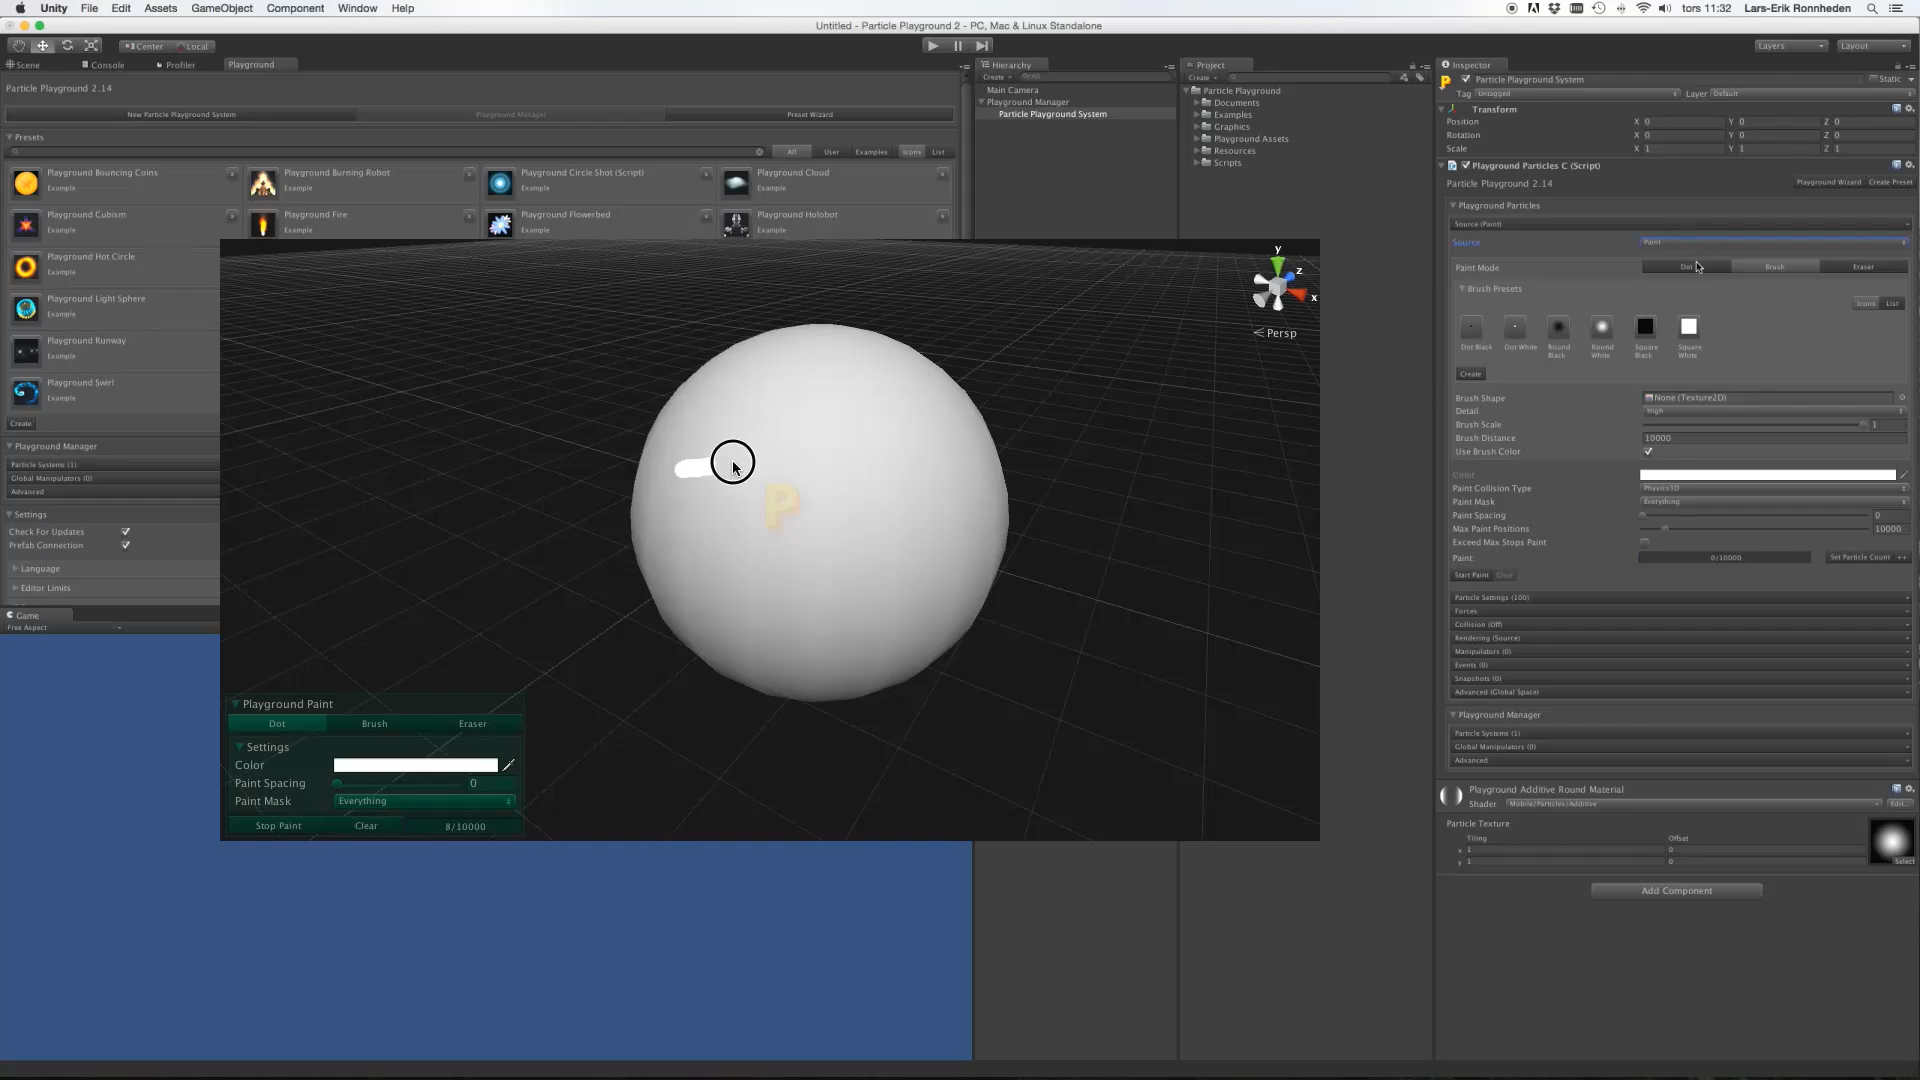 Unity File Edit Assets GameObject Component Window Help
tors 11:32 Lars-Erik Ronnheden
Untitled - Particle Playground 2 - PC, Mac & Linux Standalone
Center Local
Layers Layout
Scene Console Profiler Playground
Particle Playground 2.14
New Particle Playground System Playground Manager Preset Wizard
Presets
All User Examples Icons List
Playground Bouncing Coins
Example
Playground Burning Robot
Example
Playground Circle Shot (Script)
Example
Playground Cloud
Example
Playground Cubism
Example
Playground Fire
Example
Playground Flowerbed
Example
Playground Holobot
Example
Playground Hot Circle
Example
Playground Light Sphere
Example
Playground Runway
Example
Playground Swirl
Example
Create
Playground Manager
Particle Systems (1)
Global Manipulators (0)
Advanced
Settings
Check For Updates
Prefab Connection
Language
Editor Limits
Game
Free Aspect
y
z
x
Persp
P
Playground Paint
Dot Brush Eraser
Settings
Color
Paint Spacing 0
Paint Mask Everything
Stop Paint Clear 8/10000
Hierarchy
Create
Main Camera
Playground Manager
Particle Playground System
Project
Create
Particle Playground
Documents
Examples
Graphics
Playground Assets
Resources
Scripts
Inspector
Particle Playground System Static
Tag Untagged Layer Default
Transform
Position X 0 Y 0 Z 0
Rotation X 0 Y 0 Z 0
Scale X 1 Y 1 Z 1
Playground Particles C (Script)
Particle Playground 2.14 Playground Wizard Create Preset
Playground Particles
Source (Paint)
Source Paint
Paint Mode Dot Brush Eraser
Brush Presets
Icons List
Dot Black
Dot White
Round Black
Round White
Square Black
Square White
Create
Brush Shape None (Texture2D)
Detail High
Brush Scale 1
Brush Distance 10000
Use Brush Color
Color
Paint Collision Type Physics3D
Paint Mask Everything
Paint Spacing 0
Max Paint Positions 10000
Exceed Max Stops Paint
Paint: 0/10000 Set Particle Count ++
Start Paint Clear
Particle Settings (100)
Forces
Collision (Off)
Rendering (Source)
Manipulators (0)
Events (0)
Snapshots (0)
Advanced (Global Space)
Playground Manager
Particle Systems (1)
Global Manipulators (0)
Advanced
Playground Additive Round Material
Shader Mobile/Particles/Additive Edit...
Particle Texture
Tiling Offset
x 1 0
y 1 0
Select
Add Component